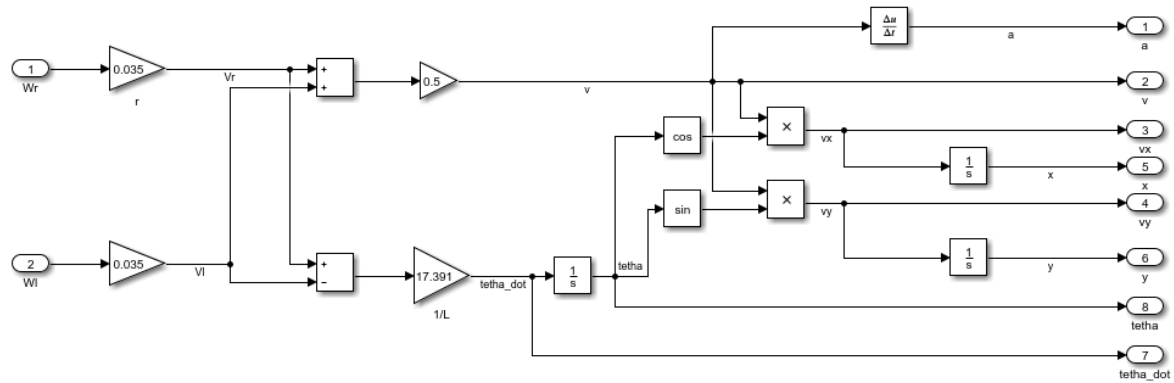 Δu
Δt
1
a
a
1
Wr
0.035
r
Vr
+
+
0.5
v
2
v
cos
×
vx
3
vx
1
s
x
5
x
sin
×
vy
4
vy
2
Wl
0.035
Vl
+
−
17.391
1/L
tetha_dot
1
s
tetha
1
s
y
6
y
8
tetha
7
tetha_dot